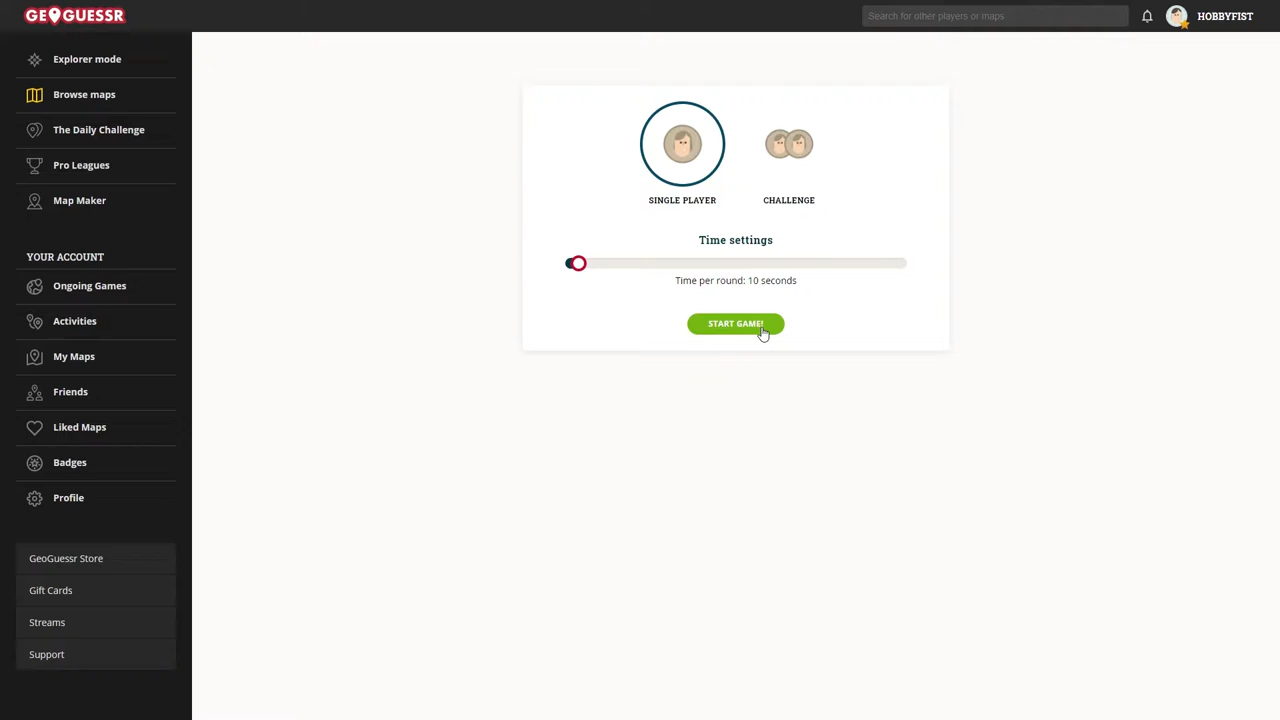 GEOGUESSR
Search for other players or maps
HOBBYFIST
Explorer mode
Browse maps
The Daily Challenge
Pro Leagues
Map Maker
YOUR ACCOUNT
Ongoing Games
Activities
My Maps
Friends
Liked Maps
Badges
Profile
GeoGuessr Store
Gift Cards
Streams
Support
SINGLE PLAYER
CHALLENGE
Time settings
Time per round: 10 seconds
START GAME!